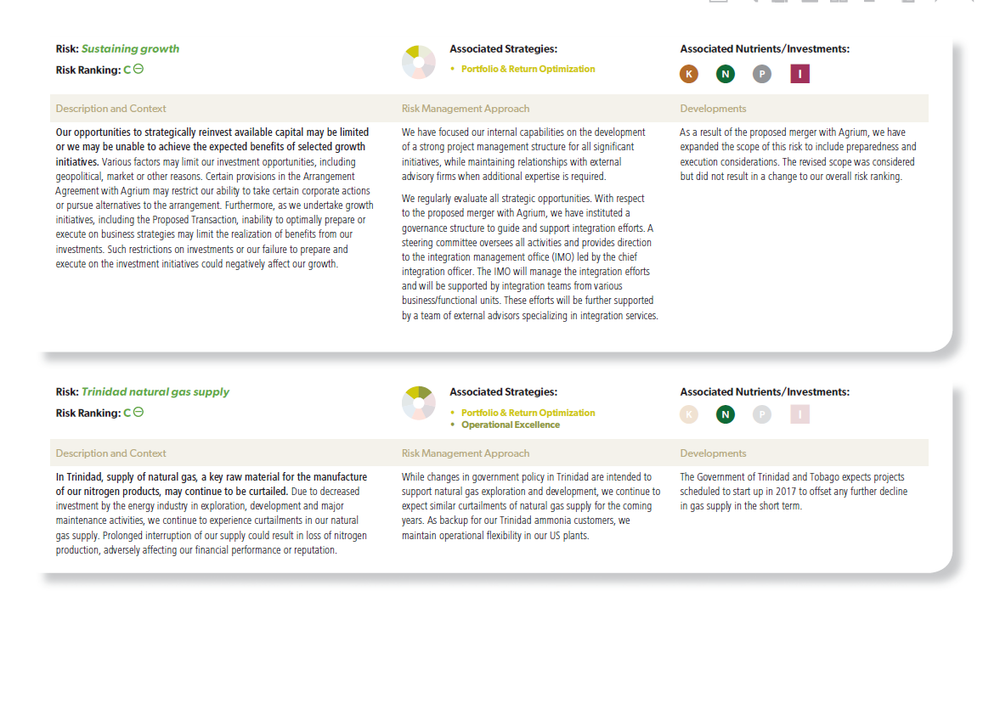 Risk: Sustaining growth
Risk Ranking: C
Associated Strategies:
• Portfolio & Return Optimization
Associated Nutrients/Investments:
K N P I
Description and Context
Our opportunities to strategically reinvest available capital may be limited
or we may be unable to achieve the expected benefits of selected growth
initiatives. Various factors may limit our investment opportunities, including
geopolitical, market or other reasons. Certain provisions in the Arrangement
Agreement with Agrium may restrict our ability to take certain corporate actions
or pursue alternatives to the arrangement. Furthermore, as we undertake growth
initiatives, including the Proposed Transaction, inability to optimally prepare or
execute on business strategies may limit the realization of benefits from our
investments. Such restrictions on investments or our failure to prepare and
execute on the investment initiatives could negatively affect our growth.
Risk Management Approach
We have focused our internal capabilities on the development
of a strong project management structure for all significant
initiatives, while maintaining relationships with external
advisory firms when additional expertise is required.
We regularly evaluate all strategic opportunities. With respect
to the proposed merger with Agrium, we have instituted a
governance structure to guide and support integration efforts. A
steering committee oversees all activities and provides direction
to the integration management office (IMO) led by the chief
integration officer. The IMO will manage the integration efforts
and will be supported by integration teams from various
business/functional units. These efforts will be further supported
by a team of external advisors specializing in integration services.
Developments
As a result of the proposed merger with Agrium, we have
expanded the scope of this risk to include preparedness and
execution considerations. The revised scope was considered
but did not result in a change to our overall risk ranking.
Risk: Trinidad natural gas supply
Risk Ranking: C
Associated Strategies:
• Portfolio & Return Optimization
• Operational Excellence
Associated Nutrients/Investments:
K N P I
Description and Context
In Trinidad, supply of natural gas, a key raw material for the manufacture
of our nitrogen products, may continue to be curtailed. Due to decreased
investment by the energy industry in exploration, development and major
maintenance activities, we continue to experience curtailments in our natural
gas supply. Prolonged interruption of our supply could result in loss of nitrogen
production, adversely affecting our financial performance or reputation.
Risk Management Approach
While changes in government policy in Trinidad are intended to
support natural gas exploration and development, we continue to
expect similar curtailments of natural gas supply for the coming
years. As backup for our Trinidad ammonia customers, we
maintain operational flexibility in our US plants.
Developments
The Government of Trinidad and Tobago expects projects
scheduled to start up in 2017 to offset any further decline
in gas supply in the short term.